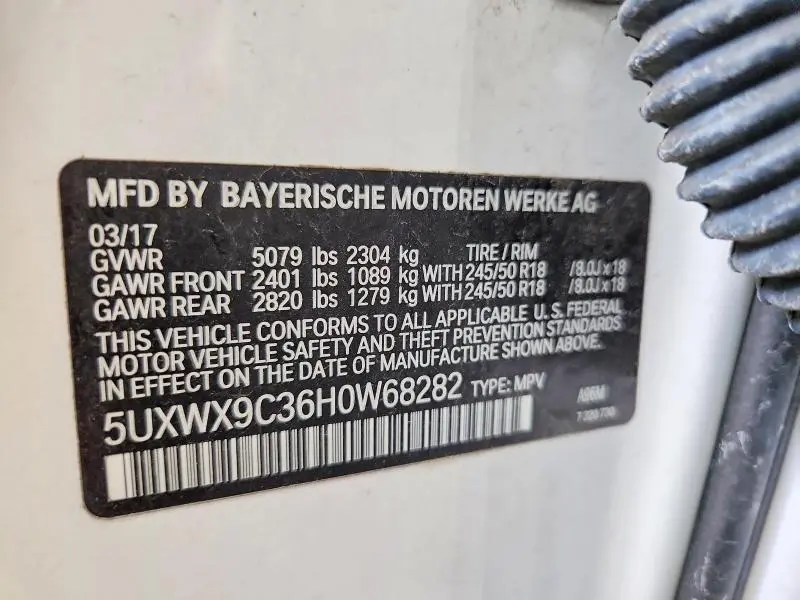 MFD BY BAYERISCHE MOTOREN WERKE AG
03/17
GVWR 5079 lbs 2304 kg TIRE / RIM
GAWR FRONT 2401 lbs 1089 kg WITH 245/50 R18 /8.0J x 18
GAWR REAR 2820 lbs 1279 kg WITH 245/50 R18 /8.0J x 18
THIS VEHICLE CONFORMS TO ALL APPLICABLE U.S. FEDERAL
MOTOR VEHICLE SAFETY AND THEFT PREVENTION STANDARDS
IN EFFECT ON THE DATE OF MANUFACTURE SHOWN ABOVE.
5UXWX9C36H0W68282 TYPE: MPV A96M